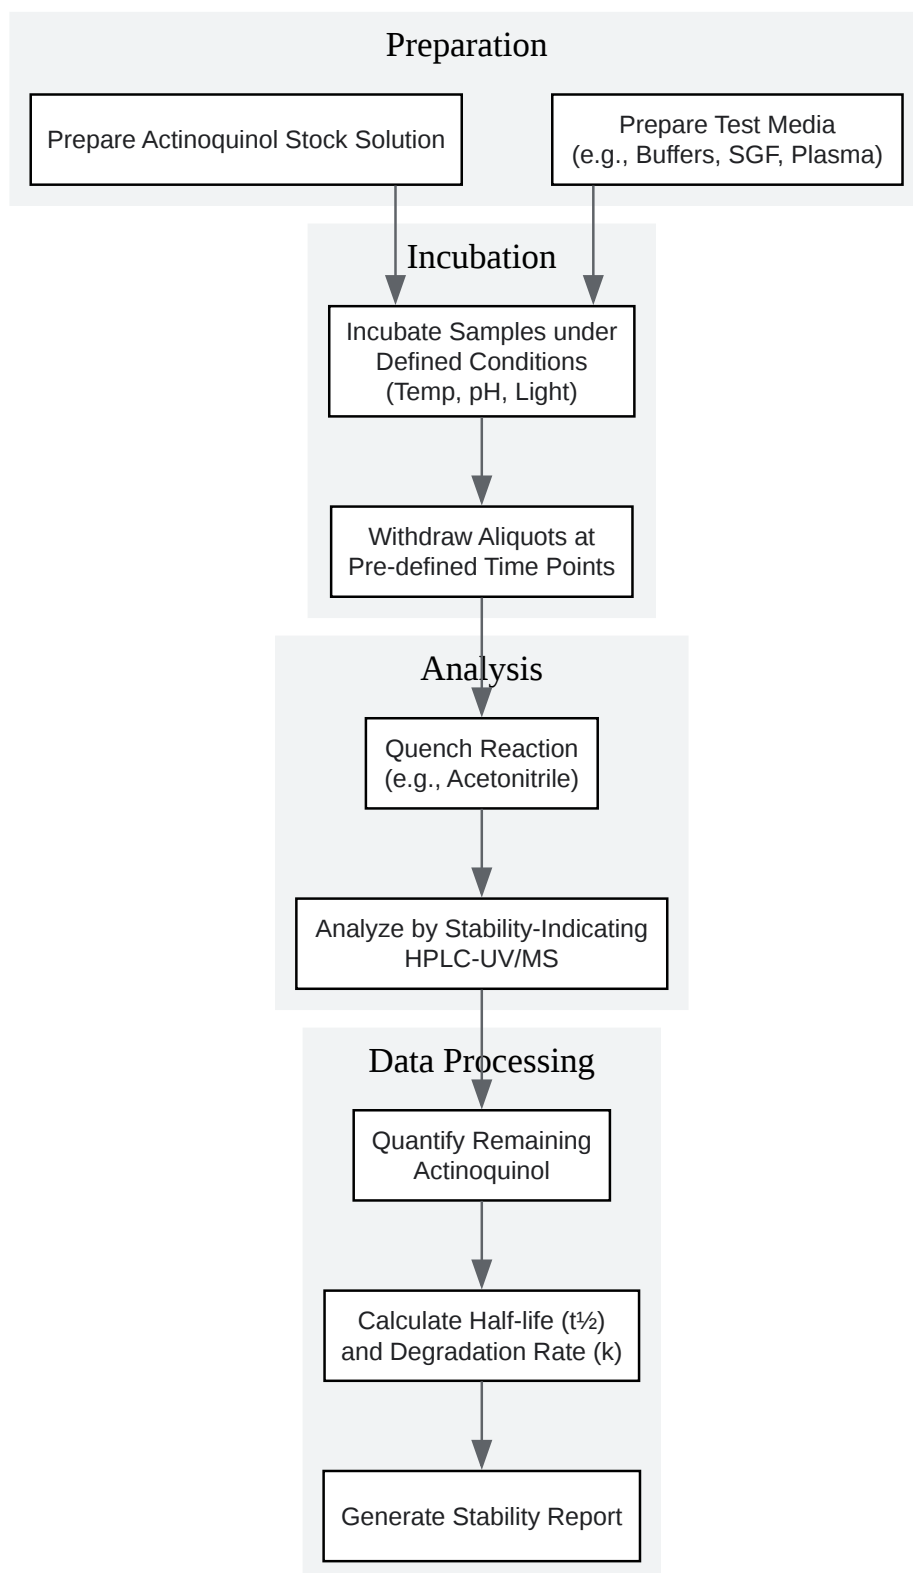 Preparation
Prepare Actinoquinol Stock Solution
Prepare Test Media
(e.g., Buffers, SGF, Plasma)
Incubation
Incubate Samples under
Defined Conditions
(Temp, pH, Light)
Withdraw Aliquots at
Pre-defined Time Points
Analysis
Quench Reaction
(e.g., Acetonitrile)
Analyze by Stability-Indicating
HPLC-UV/MS
Data Processing
Quantify Remaining
Actinoquinol
Calculate Half-life (t½)
and Degradation Rate (k)
Generate Stability Report